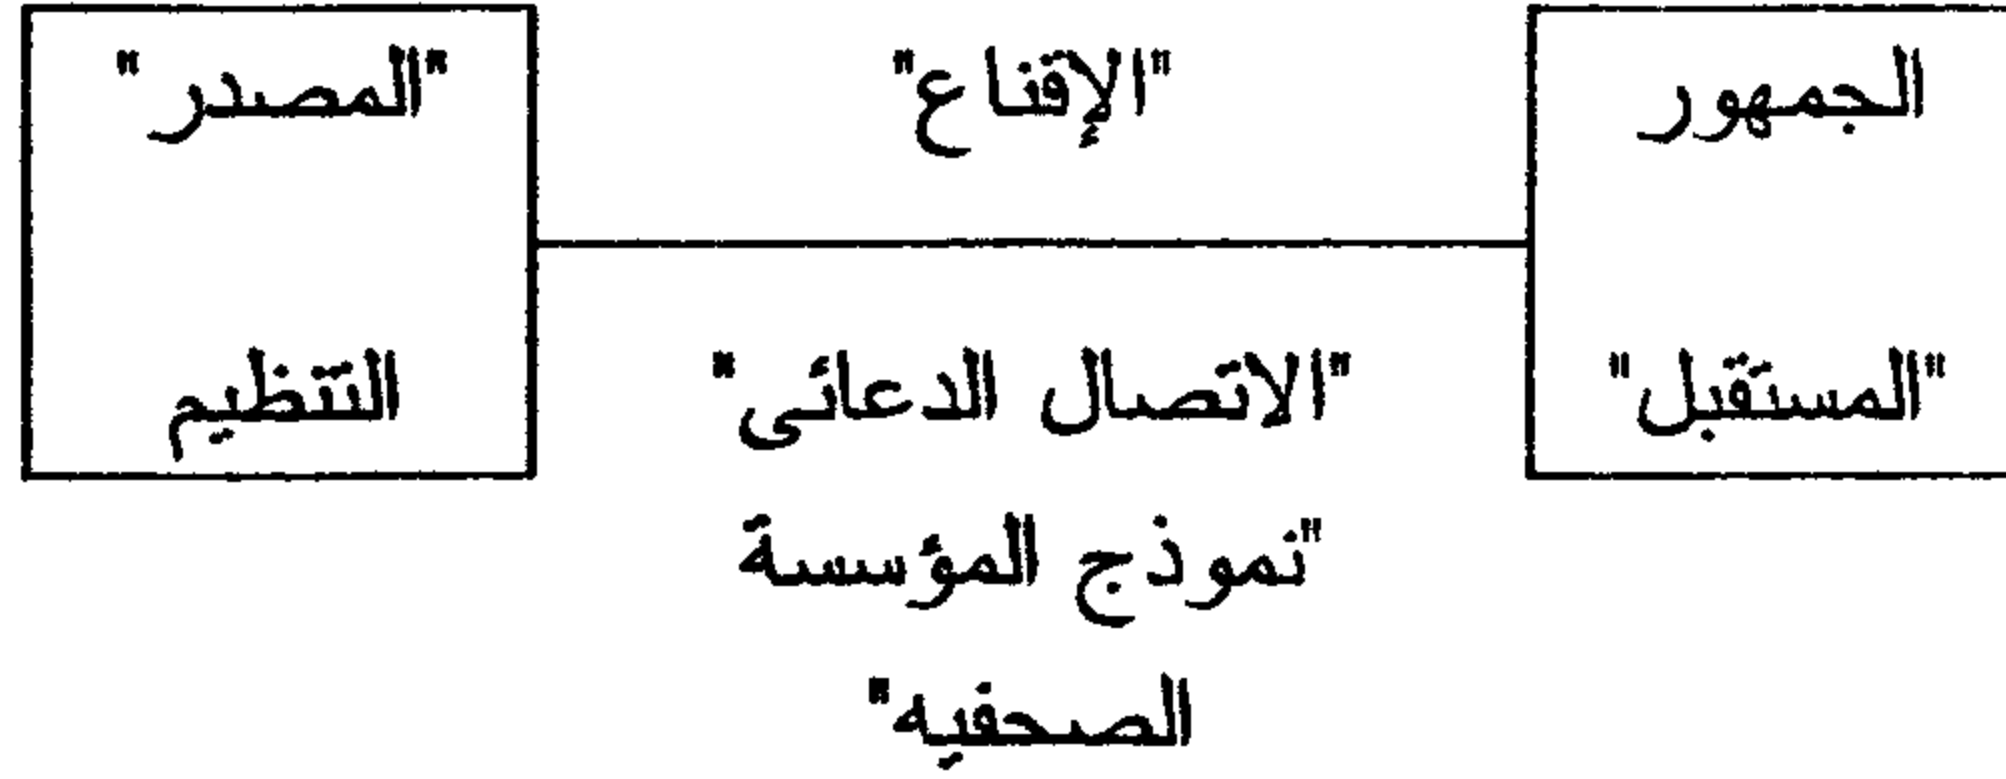 الجمهور
"المستقبل"
"الإقناع"
"الاتصال الدعائى"
"نموذج المؤسسة
الصحفيه"
"المصدر"
التنظيم